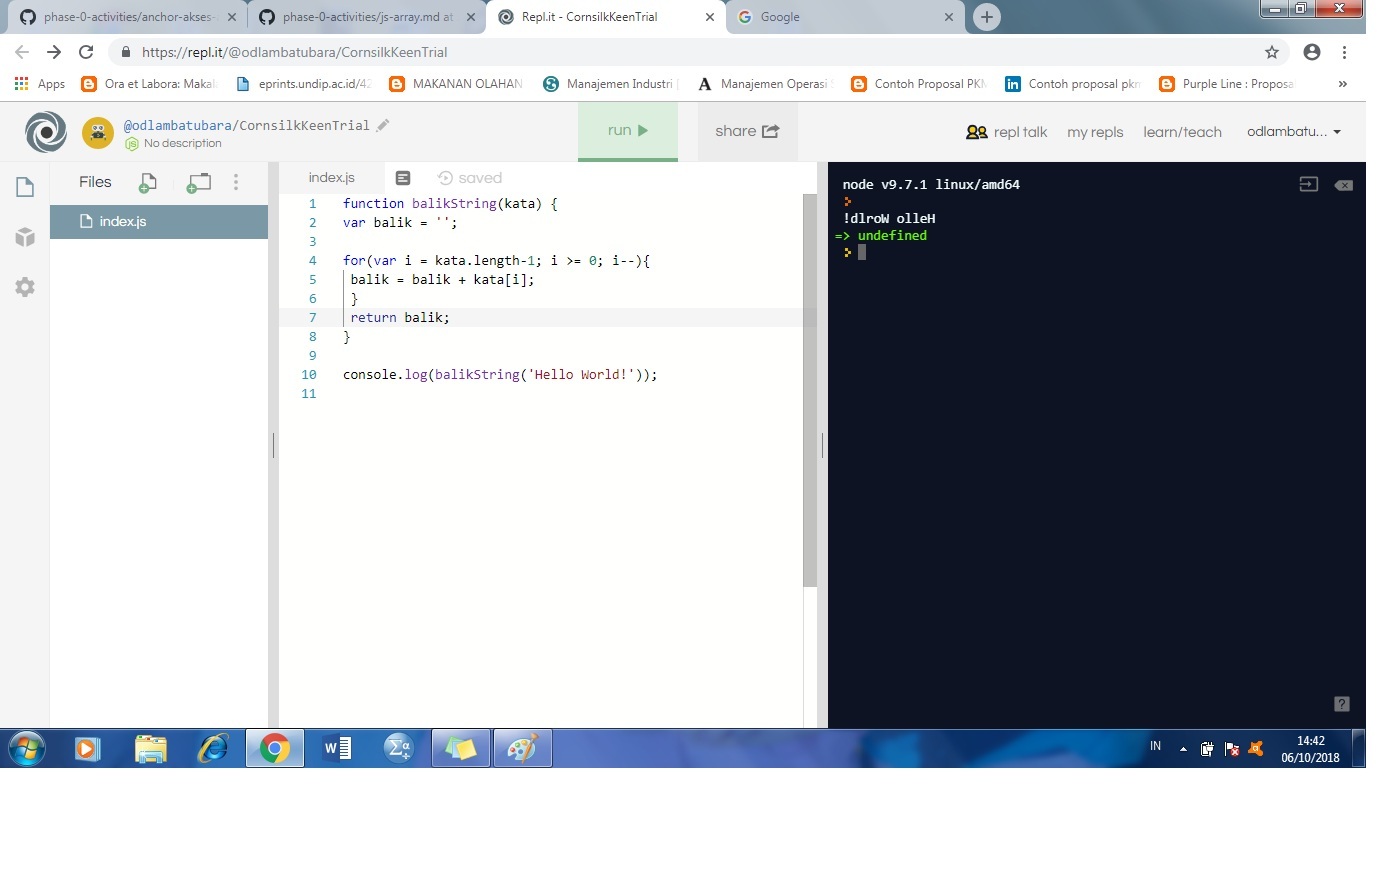 phase-0-activities/anchor-akses-
phase-0-activities/js-array.md at
Repl.it - CornsilkKeenTrial
Google
https://repl.it/@odlambatubara/CornsilkKeenTrial
Apps
Ora et Labora: Makal
eprints.undip.ac.id/42
MAKANAN OLAHAN
Manajemen Industri
Manajemen Operasi
Contoh Proposal PKM
Contoh proposal pkm
Purple Line : Proposa
»
@odlambatubara/CornsilkKeenTrial
No description
run
share
repl talk
my repls
learn/teach
odlambatu...
Files
index.js
index.js
saved
1 function balikString(kata) {
2 var balik = '';
3
4 for(var i = kata.length-1; i >= 0; i--){
5 balik = balik + kata[i];
6 }
7 return balik;
8 }
9
10 console.log(balikString('Hello World!'));
11
node v9.7.1 linux/amd64
!dlroW olleH
=> undefined
?
IN
14:42
06/10/2018